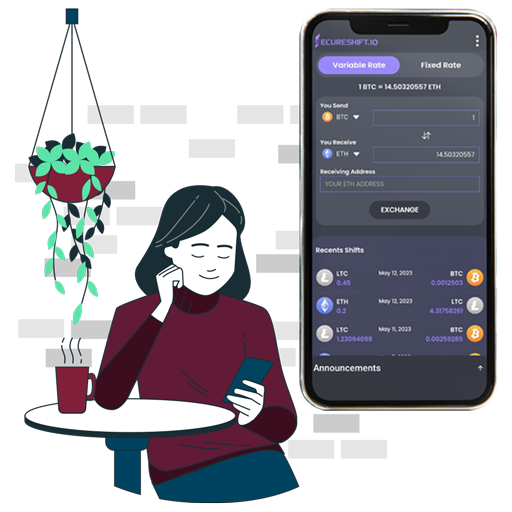 SECURESHIFT.IO
Variable Rate Fixed Rate
1 BTC = 14.50320557 ETH
You Send
BTC 1
You Receive
ETH 14.50320557
Receiving Address
YOUR ETH ADDRESS
EXCHANGE
Recents Shifts
LTC May 12, 2023 BTC
0.45 0.0012503
ETH May 12, 2023 LTC
0.2 4.31758261
LTC May 11, 2023 BTC
1.23094098 0.00259285
Announcements